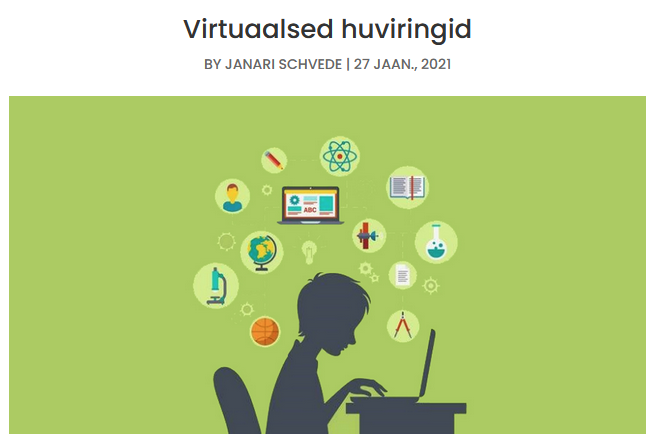 Virtuaalsed huviringid
BY JANARI SCHVEDE | 27 JAAN., 2021
ABC